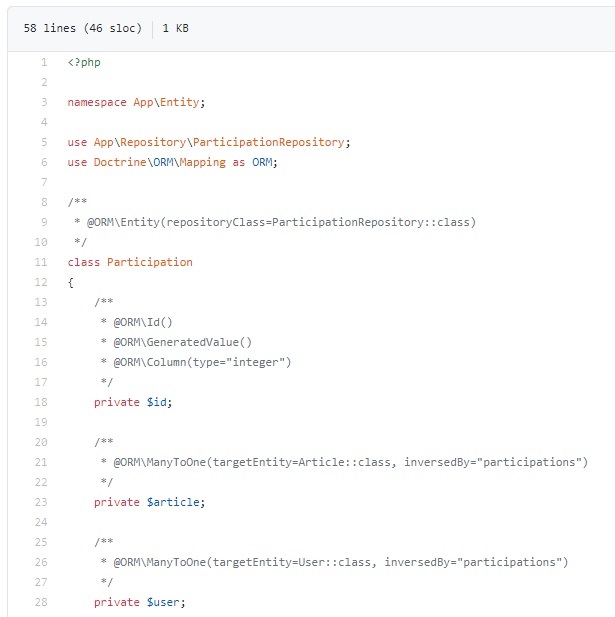 58 lines (46 sloc) 1 KB
1 <?php
2
3 namespace App\Entity;
4
5 use App\Repository\ParticipationRepository;
6 use Doctrine\ORM\Mapping as ORM;
7
8 /**
9  * @ORM\Entity(repositoryClass=ParticipationRepository::class)
10  */
11 class Participation
12 {
13     /**
14      * @ORM\Id()
15      * @ORM\GeneratedValue()
16      * @ORM\Column(type="integer")
17      */
18     private $id;
19
20     /**
21      * @ORM\ManyToOne(targetEntity=Article::class, inversedBy="participations")
22      */
23     private $article;
24
25     /**
26      * @ORM\ManyToOne(targetEntity=User::class, inversedBy="participations")
27      */
28     private $user;